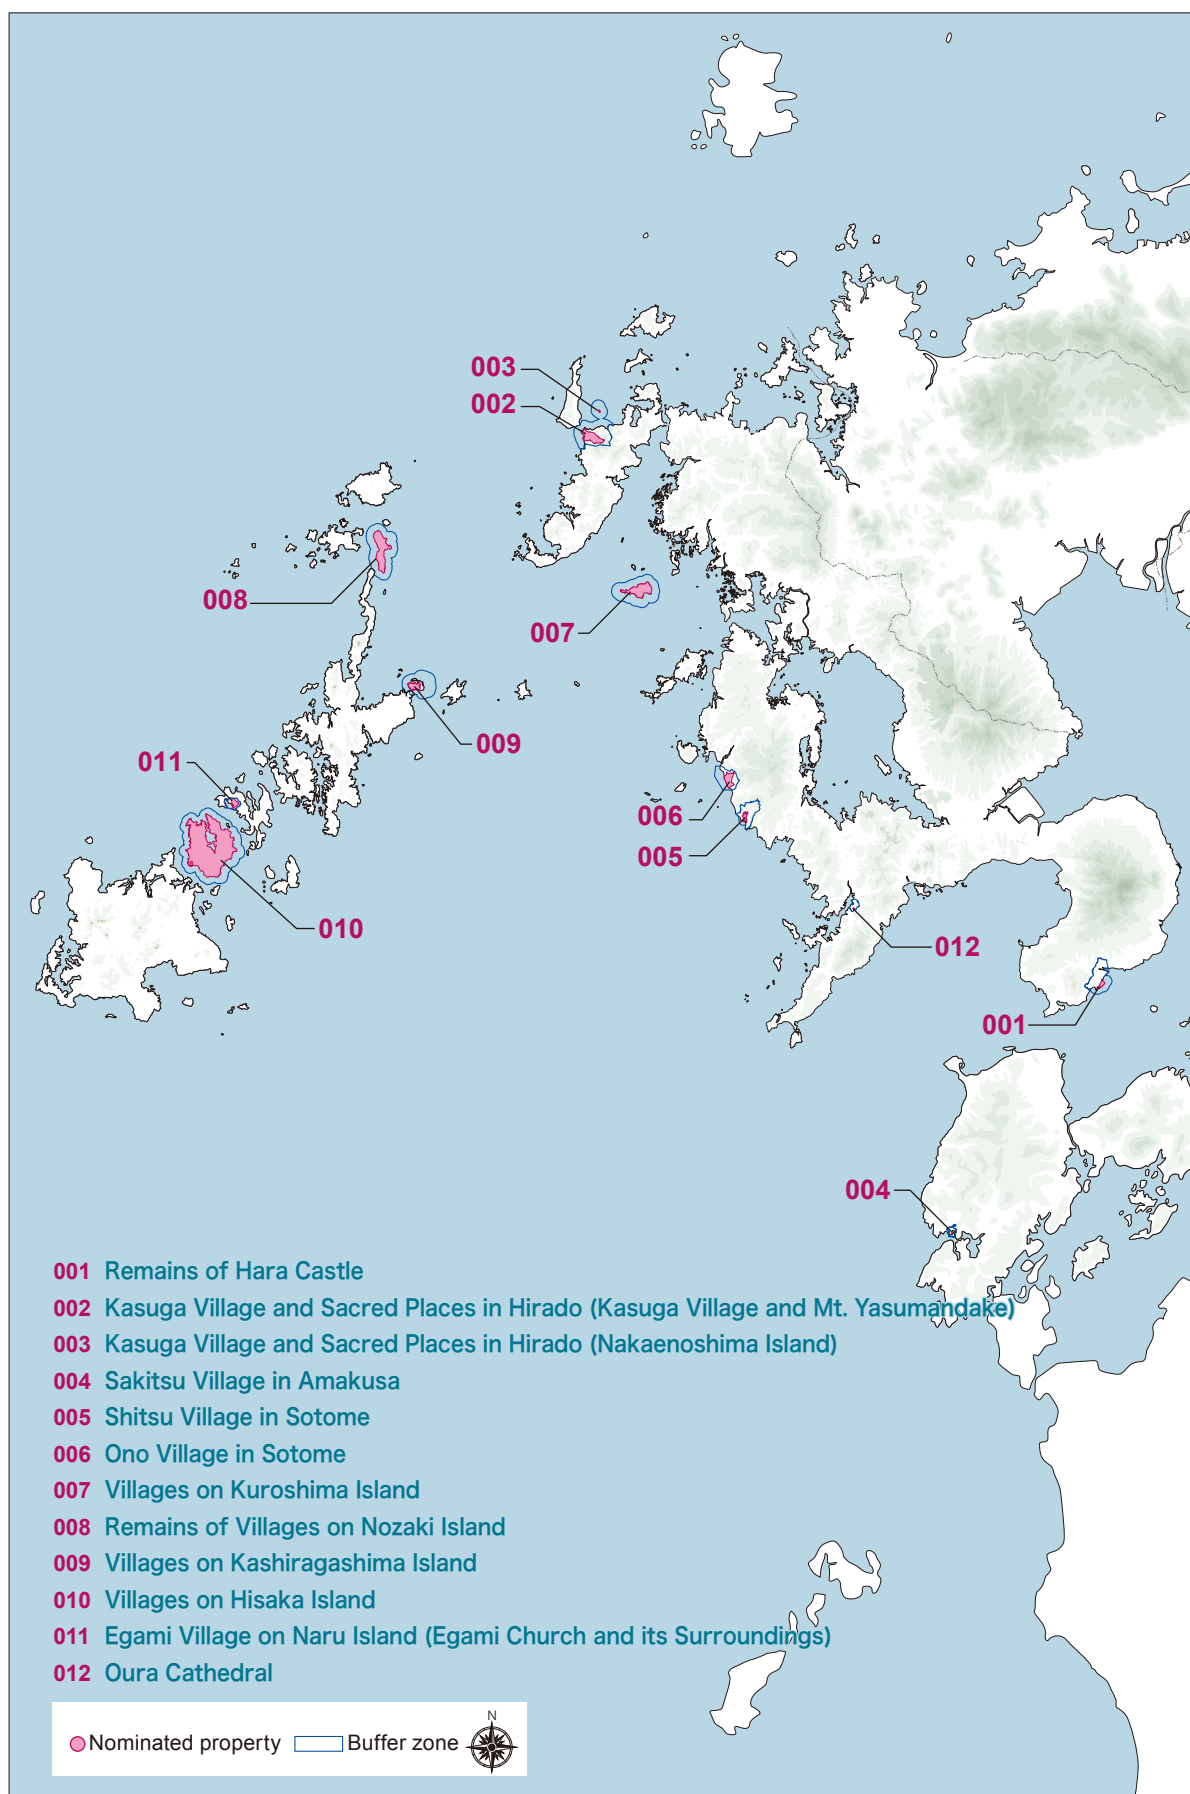 003
002
008
007
009
011
006
005
010
012
001
004
001 Remains of Hara Castle
002 Kasuga Village and Sacred Places in Hirado (Kasuga Village and Mt. Yasumandake)
003 Kasuga Village and Sacred Places in Hirado (Nakaenoshima Island)
004 Sakitsu Village in Amakusa
005 Shitsu Village in Sotome
006 Ono Village in Sotome
007 Villages on Kuroshima Island
008 Remains of Villages on Nozaki Island
009 Villages on Kashiragashima Island
010 Villages on Hisaka Island
011 Egami Village on Naru Island (Egami Church and its Surroundings)
012 Oura Cathedral
N
Nominated property Buffer zone